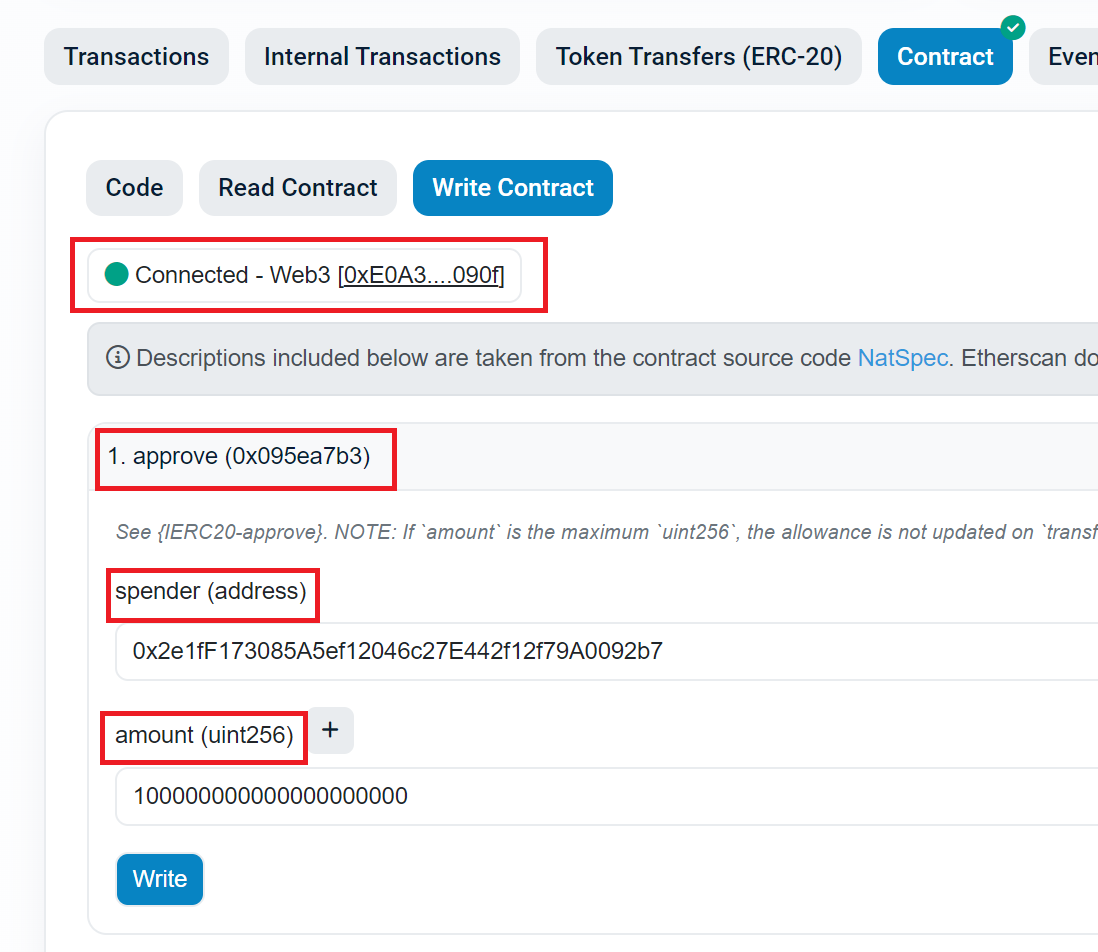 Transactions
Internal Transactions
Token Transfers (ERC-20)
Contract
Even
Code
Read Contract
Write Contract
Connected - Web3 [0xE0A3....090f]
Descriptions included below are taken from the contract source code NatSpec. Etherscan do
1. approve (0x095ea7b3)
See {IERC20-approve}. NOTE: If `amount` is the maximum `uint256`, the allowance is not updated on `transf
spender (address)
0x2e1fF173085A5ef12046c27E442f12f79A0092b7
amount (uint256)
+
100000000000000000000
Write